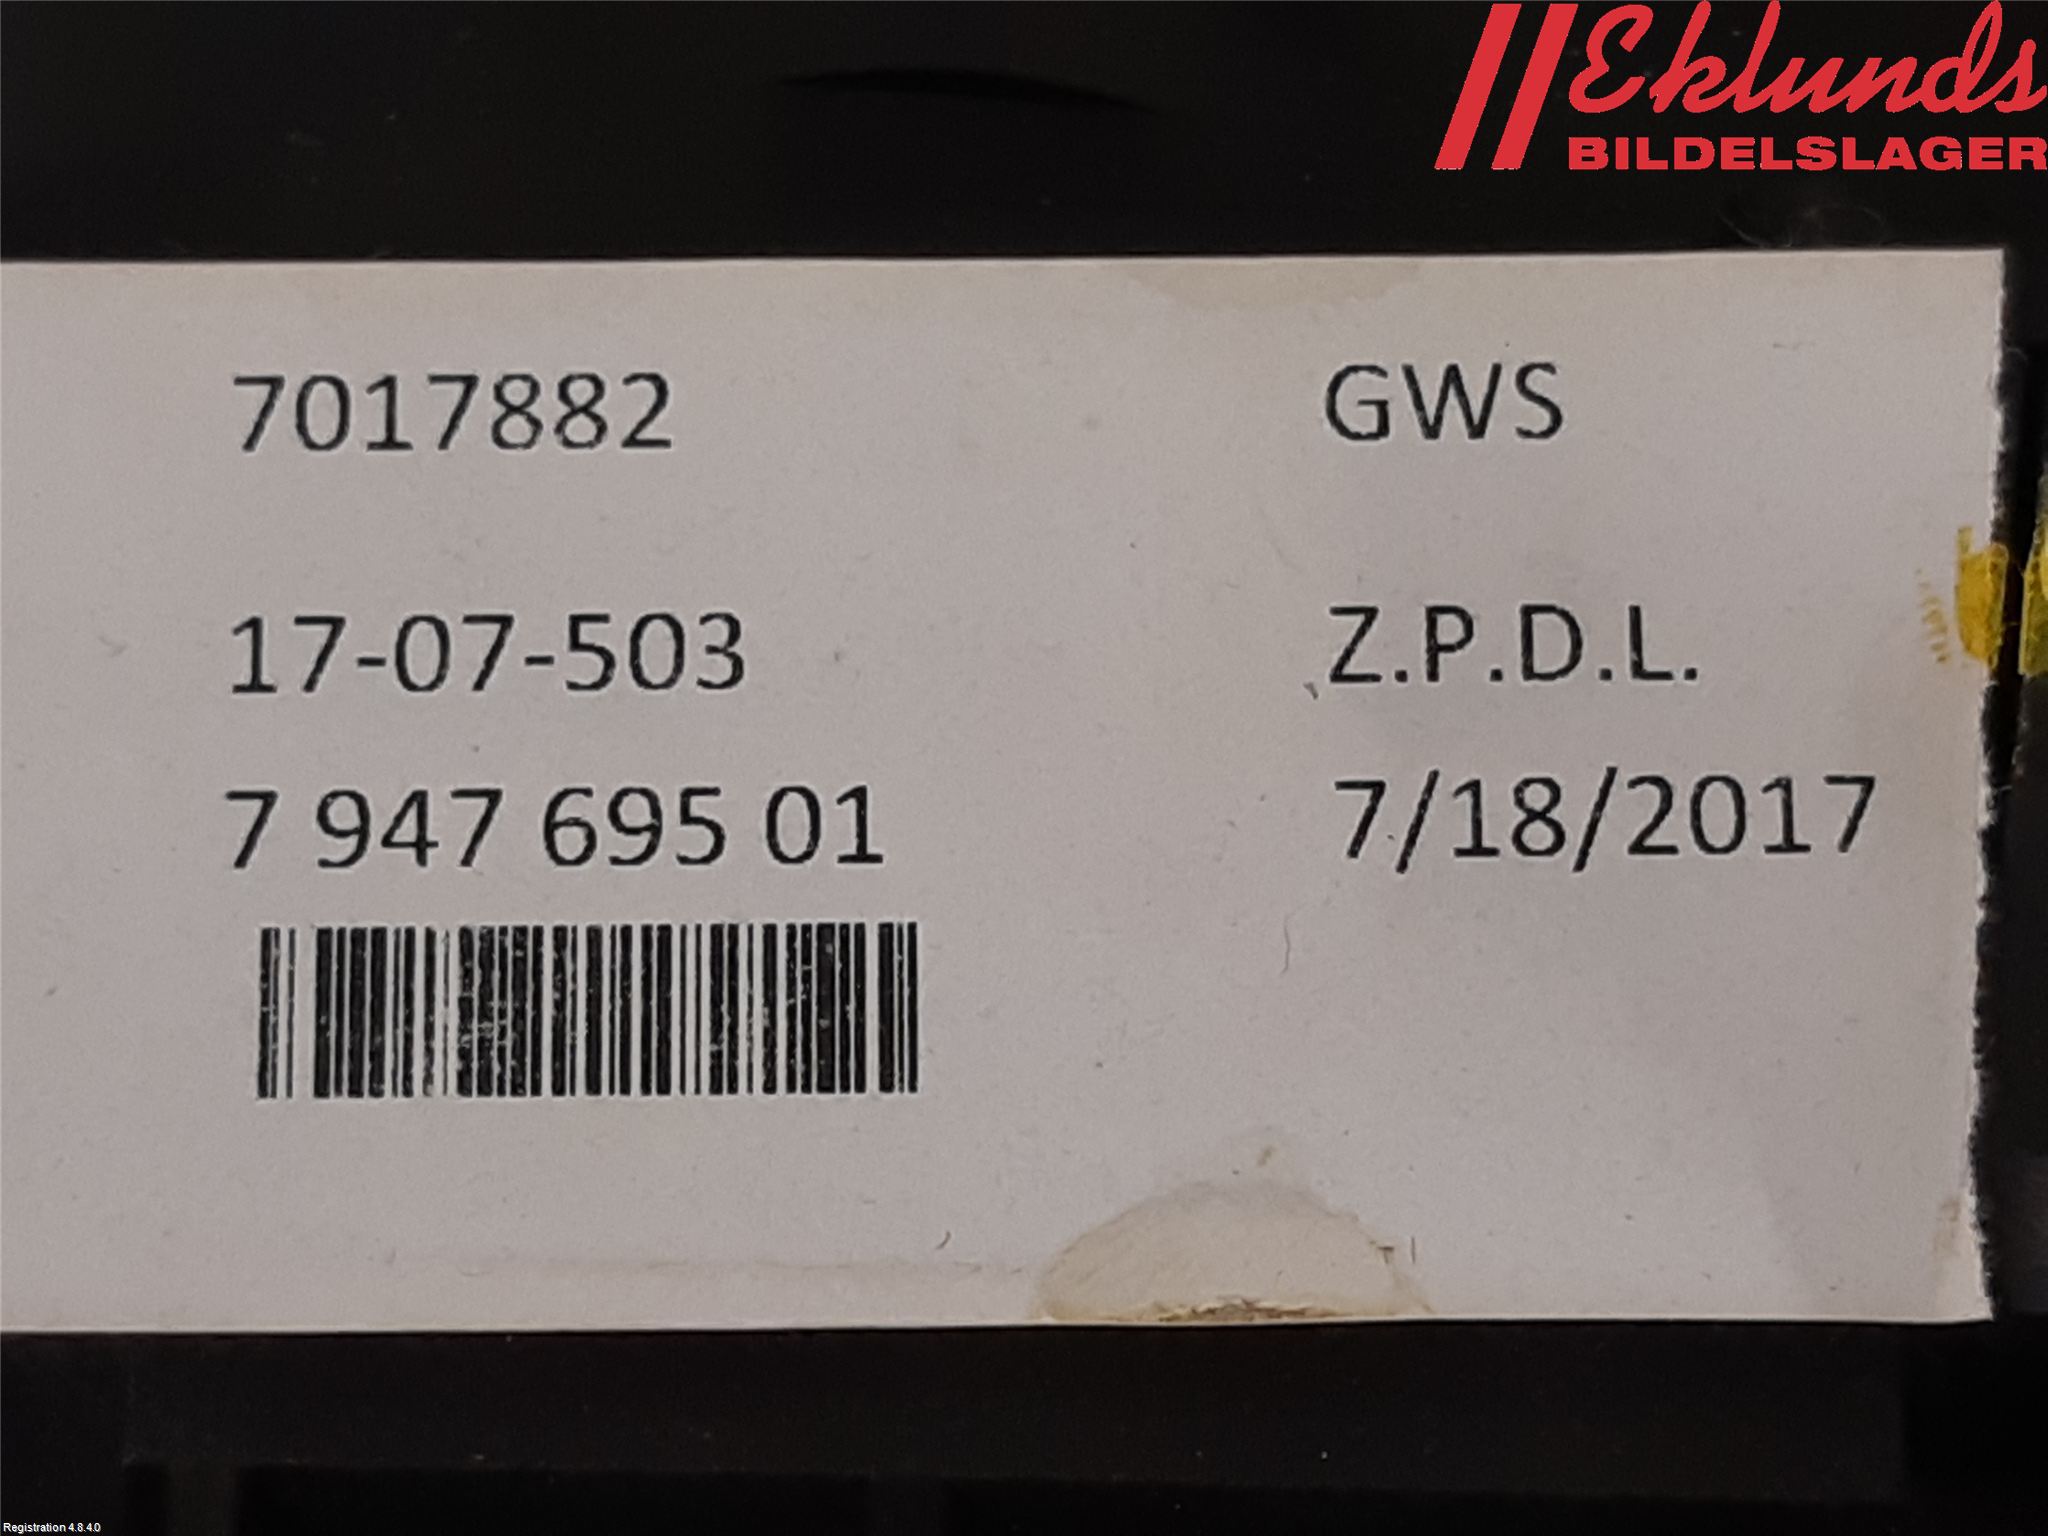 Eklunds
BILDELSLAGER
7017882 GWS
17-07-503 Z.P.D.L.
7 947 695 01 7/18/2017
Registration 4.8.4.0